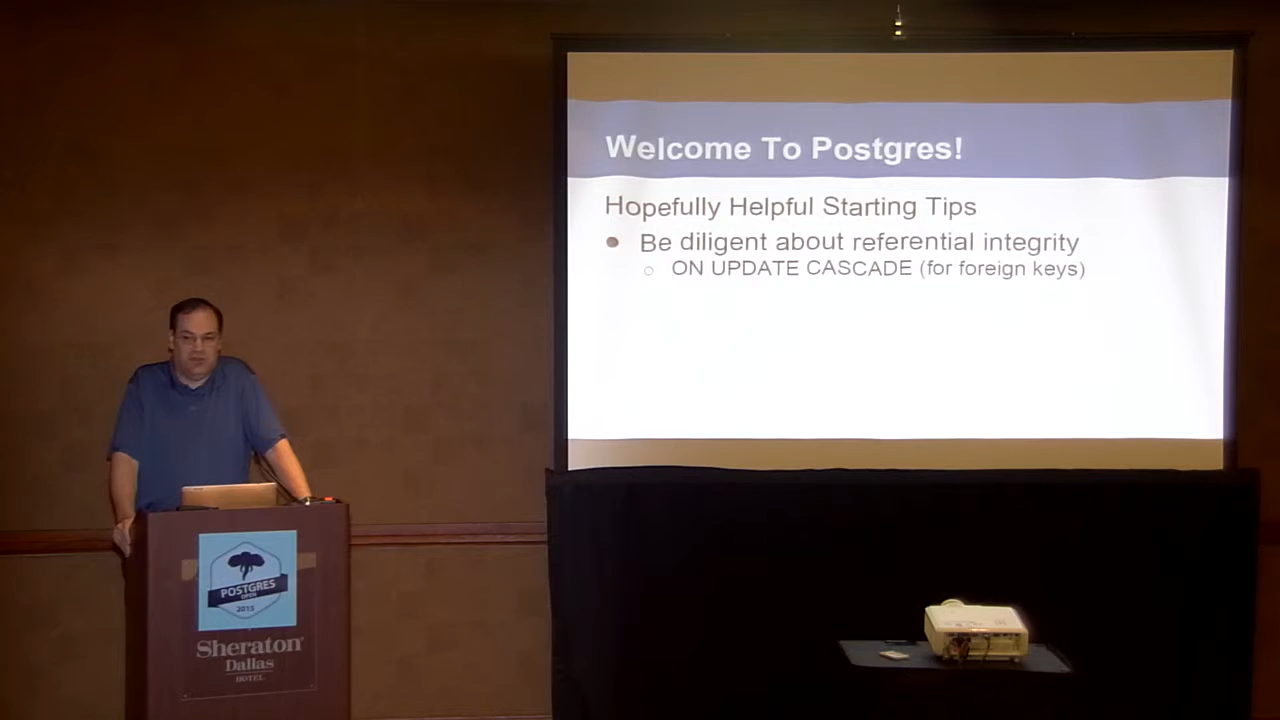 Welcome To Postgres!
Hopefully Helpful Starting Tips
Be diligent about referential integrity
ON UPDATE CASCADE (for foreign keys)
POSTGRES
OPEN
2015
Sheraton
Dallas
HOTEL